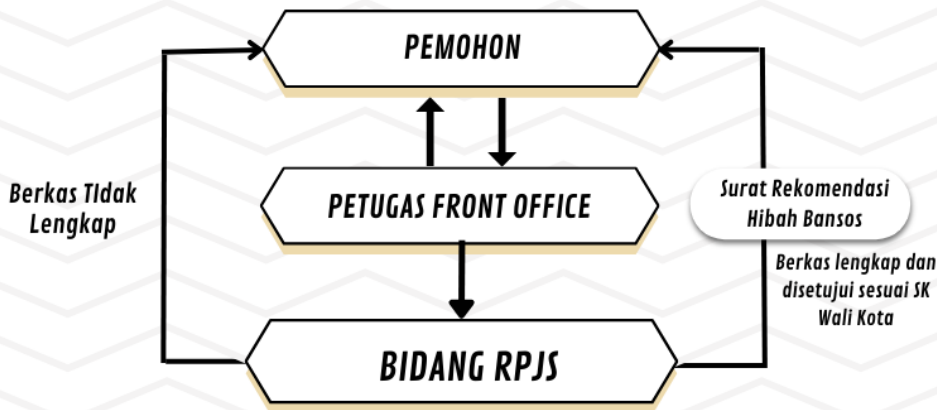 PEMOHON
Berkas TIdak
Lengkap
PETUGAS FRONT OFFICE
Surat Rekomendasi
Hibah Bansos
Berkas lengkap dan
disetujui sesuai SK
Wali Kota
BIDANG RPJS